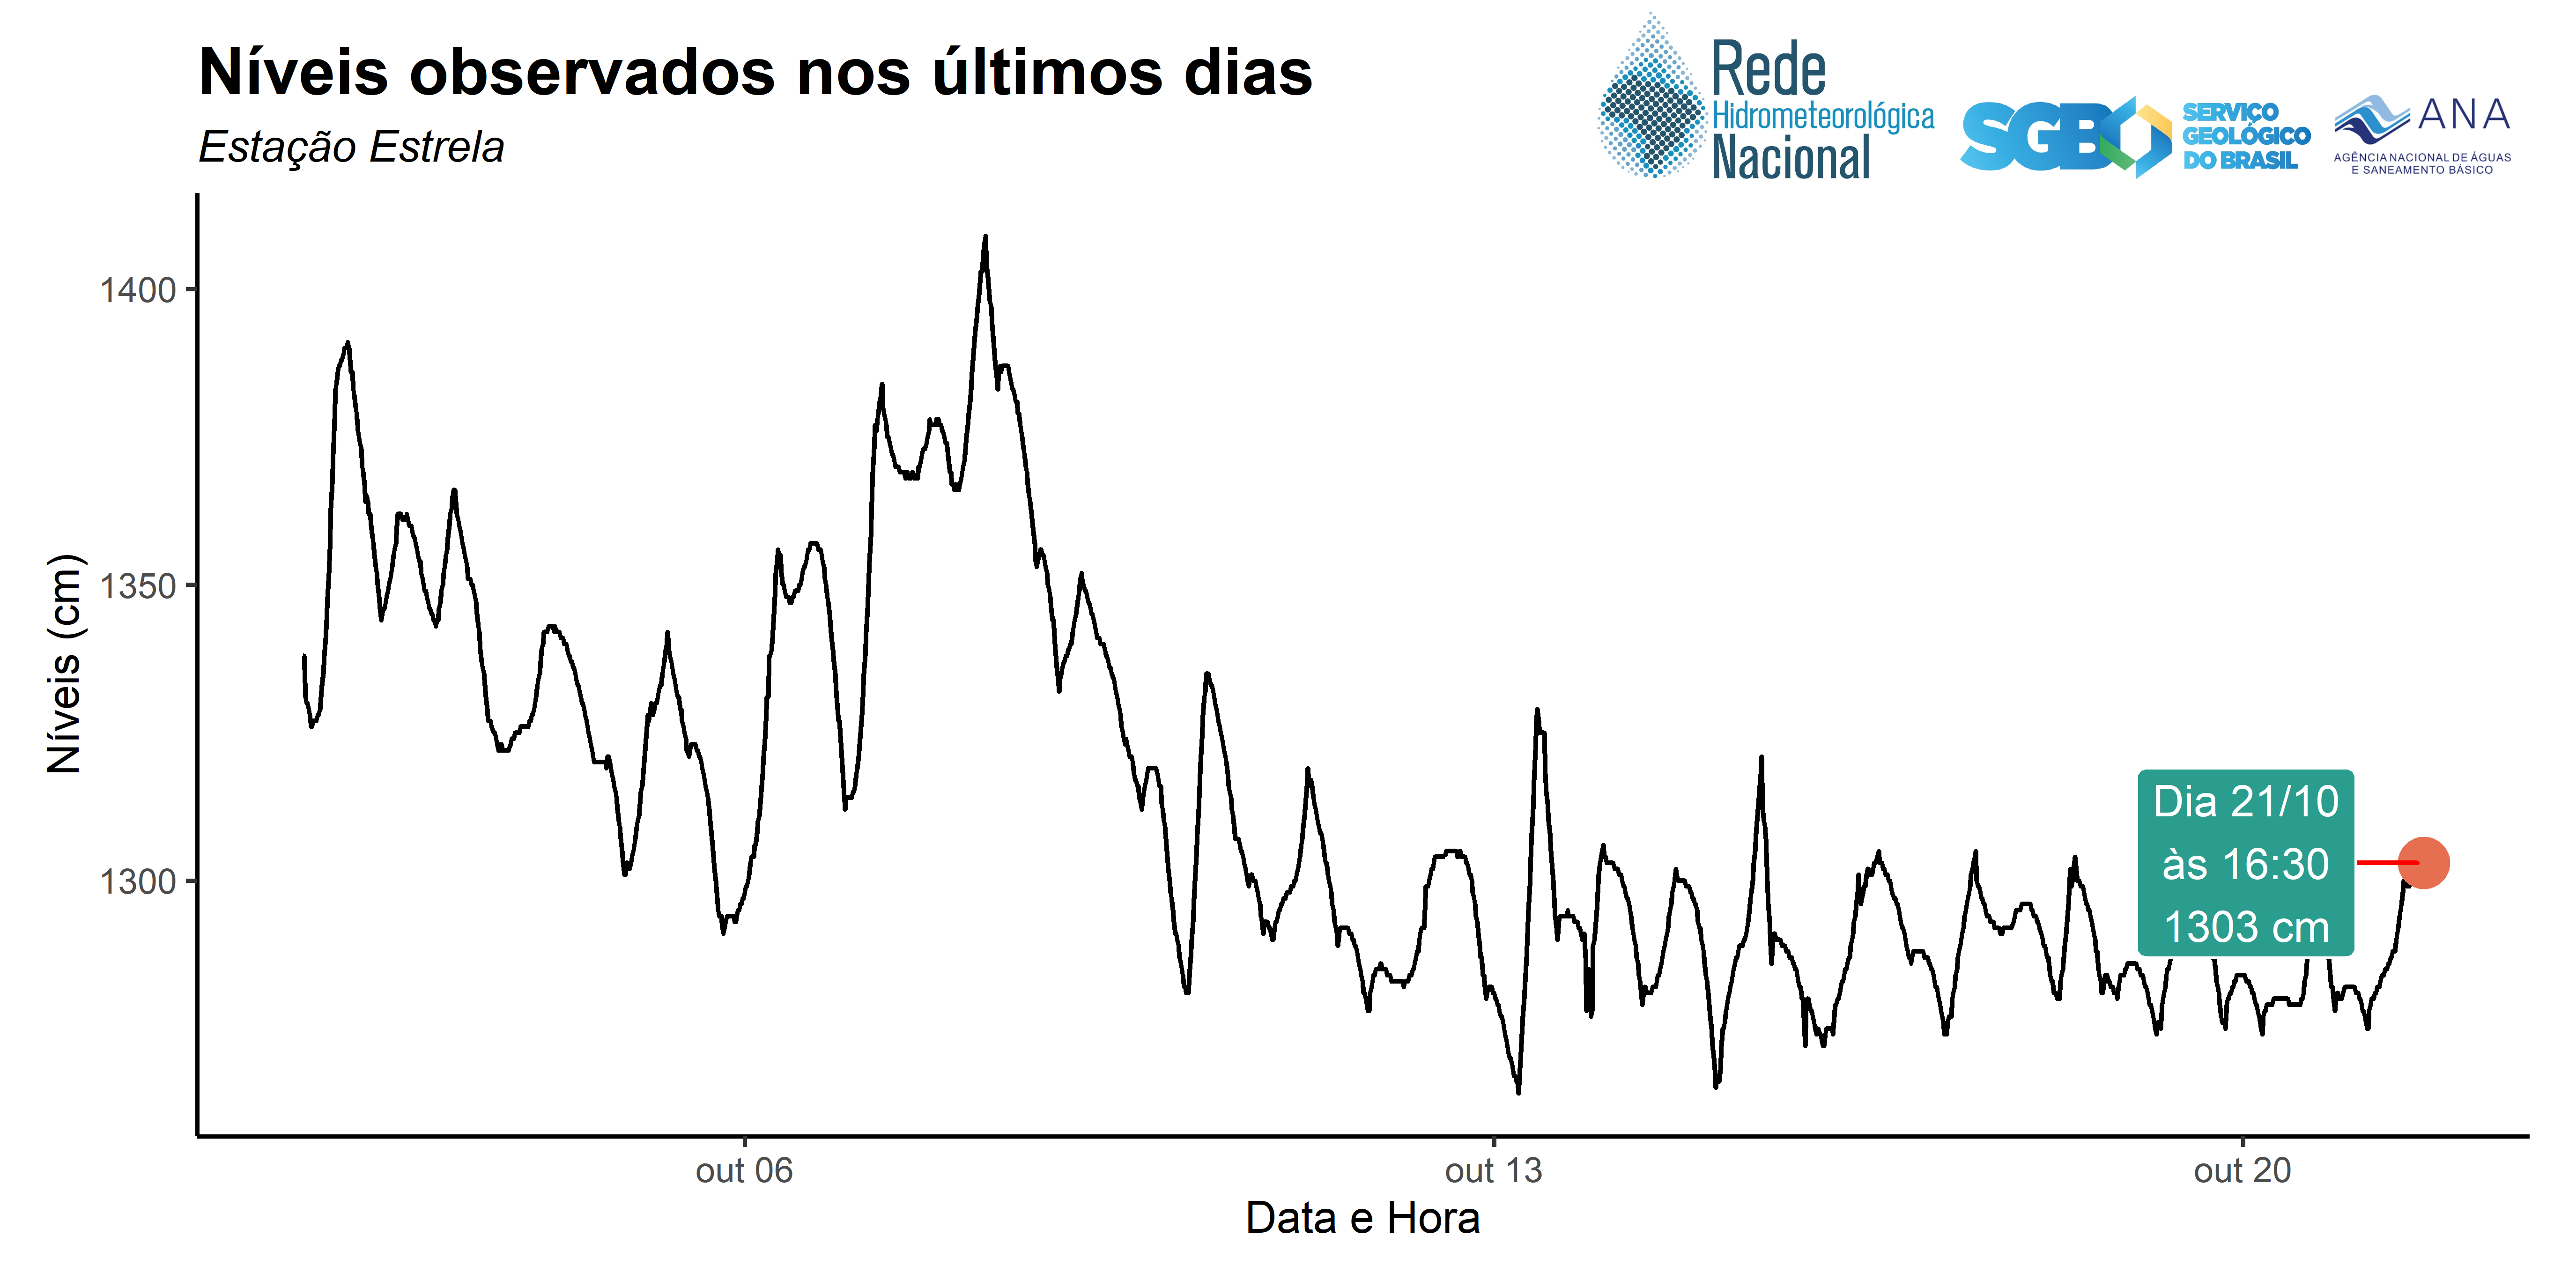 Níveis observados nos últimos dias
Estação Estrela
Rede
Hidrometeorológica
Nacional
SGB
SERVIÇO
GEOLÓGICO
DO BRASIL
ANA
AGÊNCIA NACIONAL DE ÁGUAS
E SANEAMENTO BÁSICO
Níveis (cm)
1400
1350
1300
Dia 21/10
às 16:30
1303 cm
out 06
out 13
out 20
Data e Hora